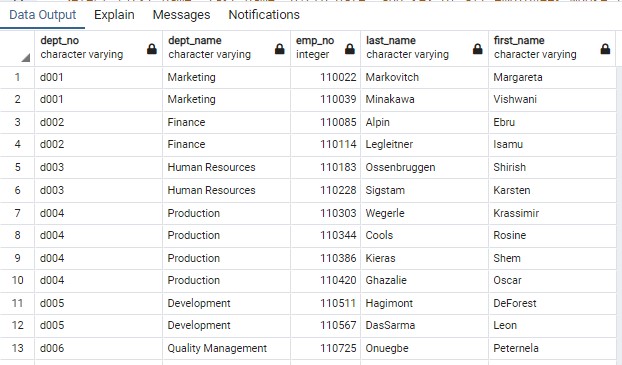 Data Output Explain Messages Notifications
dept_no dept_name emp_no last_name first_name
character varying character varying integer character varying character varying
1 d001 Marketing 110022 Markovitch Margareta
2 d001 Marketing 110039 Minakawa Vishwani
3 d002 Finance 110085 Alpin Ebru
4 d002 Finance 110114 Legleitner Isamu
5 d003 Human Resources 110183 Ossenbruggen Shirish
6 d003 Human Resources 110228 Sigstam Karsten
7 d004 Production 110303 Wegerle Krassimir
8 d004 Production 110344 Cools Rosine
9 d004 Production 110386 Kieras Shem
10 d004 Production 110420 Ghazalie Oscar
11 d005 Development 110511 Hagimont DeForest
12 d005 Development 110567 DasSarma Leon
13 d006 Quality Management 110725 Onuegbe Peternela